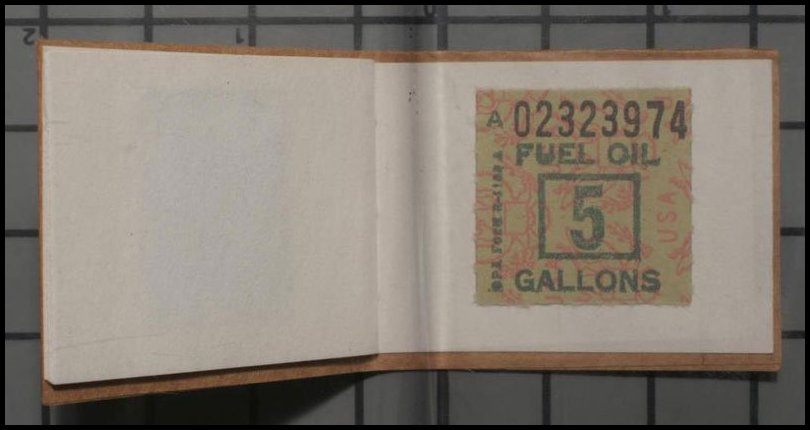 A 02323974
FUEL OIL
5
GALLONS
USA